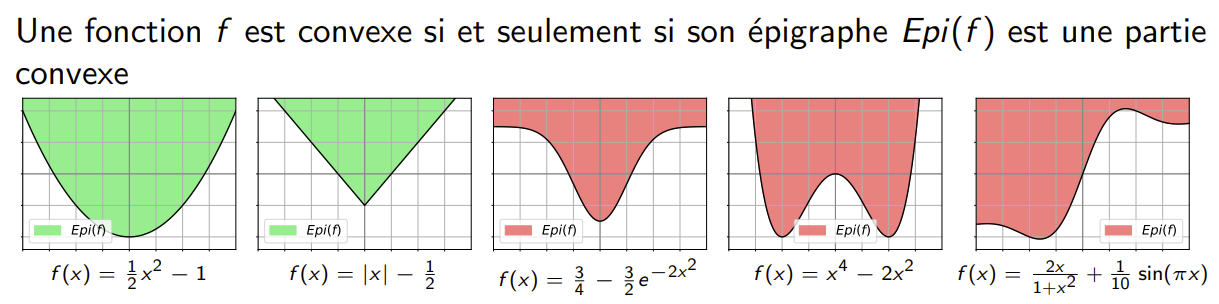 Une fonction f est convexe si et seulement si son épigraphe Epi(f) est une partie
convexe
Epi(f)
Epi(f)
Epi(f)
Epi(f)
Epi(f)
f(x) = 1/2 x² − 1
f(x) = |x| − 1/2
f(x) = 3/4 − 3/2 e^{−2x²}
f(x) = x⁴ − 2x²
f(x) = 2x/(1+x²) + 1/10 sin(πx)